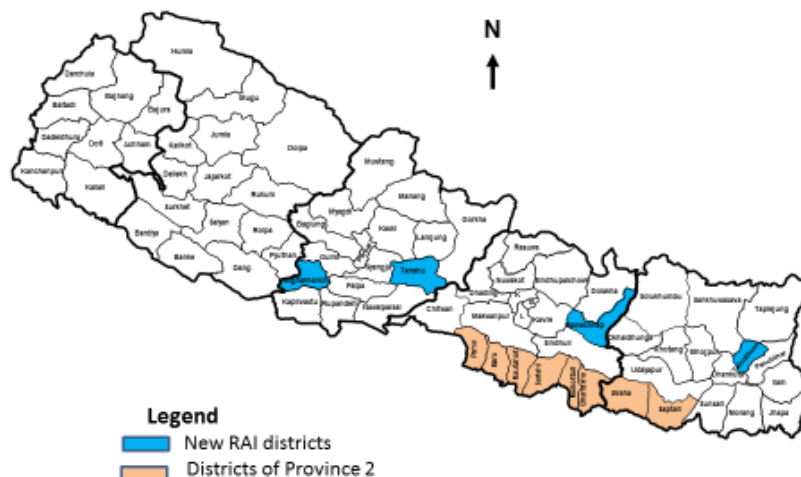 N
Humla
Darchula
Bajhang
Mugu
Bajura
Baitadi
Dadeldhura
Doti
Achham
Kalikot
Jumla
Dolpa
Mustang
Kanchanpur
Kailali
Dailekh
Jajarkot
Rukum
Manang
Surkhet
Myagdi
Gorkha
Salyan
Baglung
Kaski
Lamjung
Bardiya
Rolpa
Rasuwa
Banke
Pyuthan
Gulmi
Dang
Syangja
Tanahu
Nuwakot
Sindhupalchowk
Dolakha
Solukhumbu
Sankhuwasava
Taplejung
Palpa
Dhading
Kapilvastu
Rupandehi
Nawalparasi
Chitwan
Makwanpur
L
Kavre
Ramechhap
Okhaldhunga
Khotang
Bhojpur
Sindhuli
Udayapur
Dhankuta
Ilam
Parsa
Bara
Rautahat
Sarlahi
Siraha
Saptari
Sunsari
Morang
Jhapa
Legend
New RAI districts
Districts of Province 2